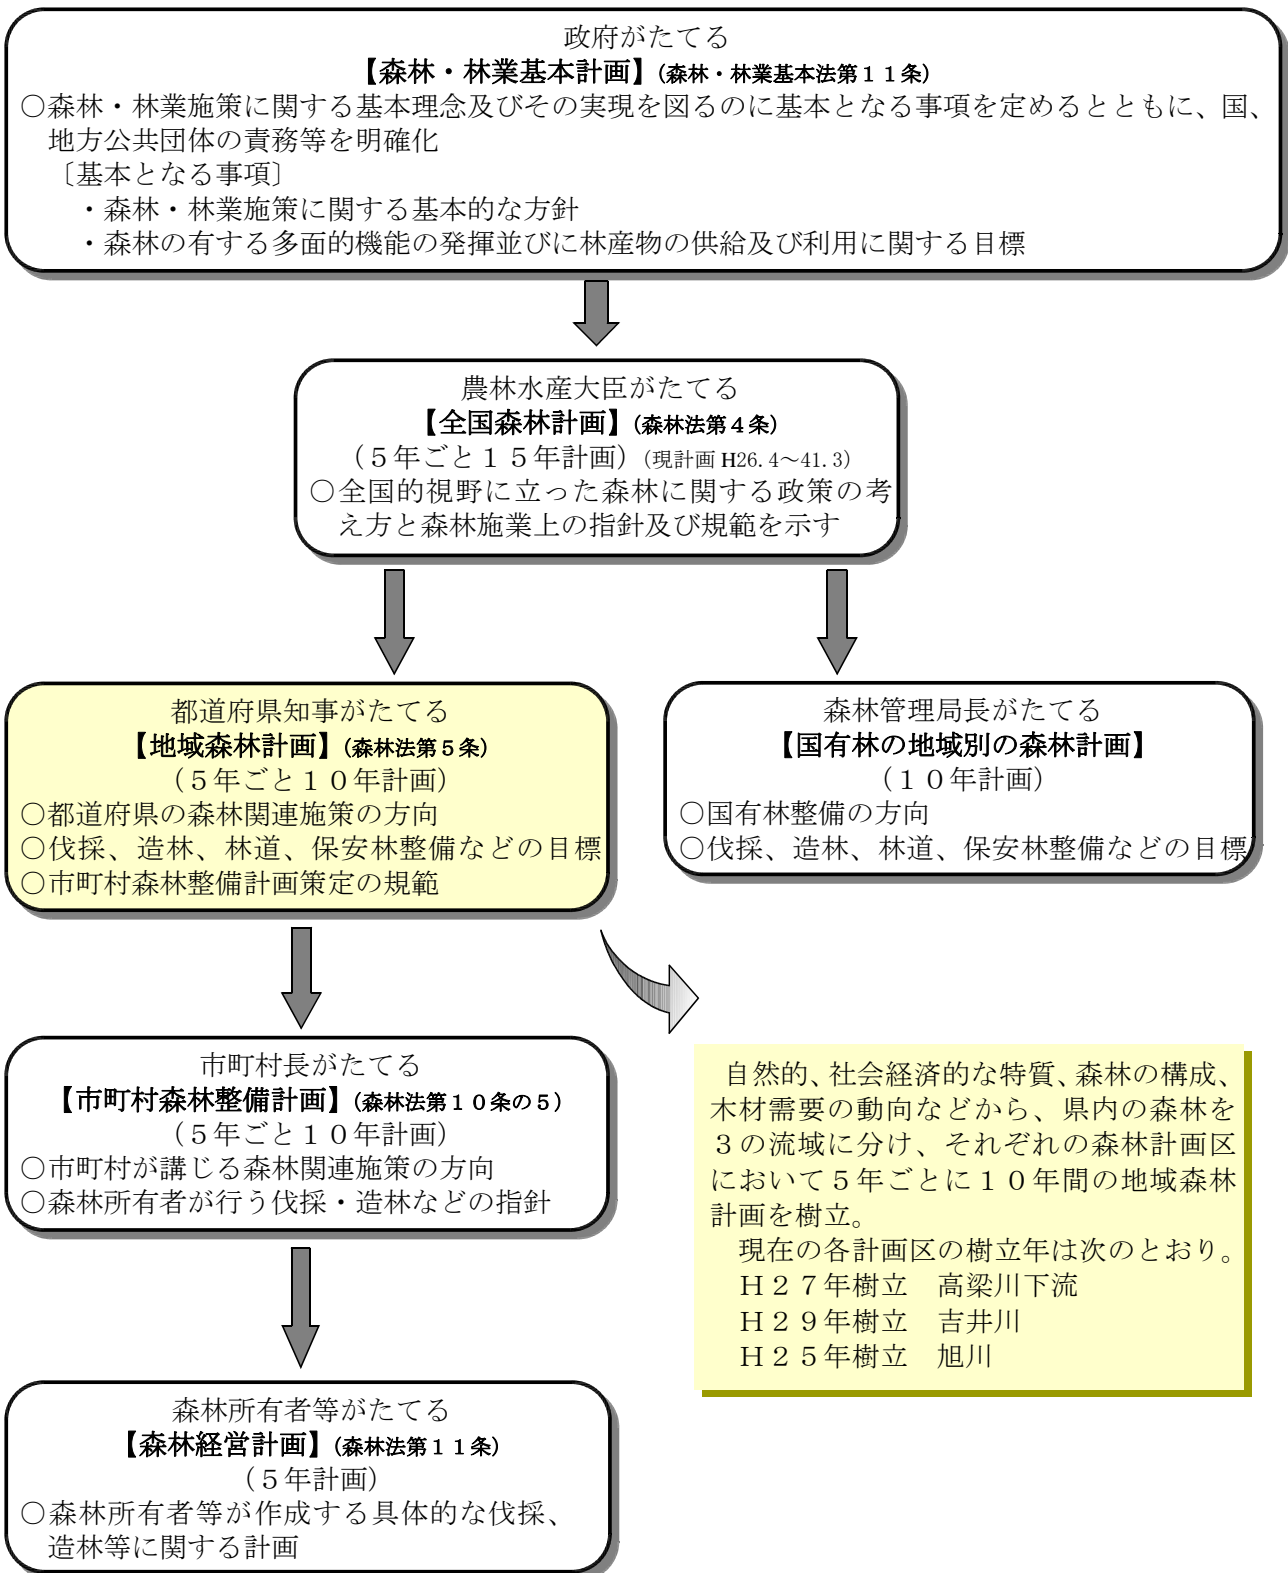 政府がたてる
【森林・林業基本計画】(森林・林業基本法第11条)
○森林・林業施策に関する基本理念及びその実現を図るのに基本となる事項を定めるとともに、国、
地方公共団体の責務等を明確化
〔基本となる事項〕
・森林・林業施策に関する基本的な方針
・森林の有する多面的機能の発揮並びに林産物の供給及び利用に関する目標
農林水産大臣がたてる
【全国森林計画】(森林法第4条)
(5年ごと15年計画)(現計画 H26.4~41.3)
○全国的視野に立った森林に関する政策の考
え方と森林施業上の指針及び規範を示す
都道府県知事がたてる
【地域森林計画】(森林法第5条)
(5年ごと10年計画)
○都道府県の森林関連施策の方向
○伐採、造林、林道、保安林整備などの目標
○市町村森林整備計画策定の規範
森林管理局長がたてる
【国有林の地域別の森林計画】
(10年計画)
○国有林整備の方向
○伐採、造林、林道、保安林整備などの目標
市町村長がたてる
【市町村森林整備計画】(森林法第10条の5)
(5年ごと10年計画)
○市町村が講じる森林関連施策の方向
○森林所有者が行う伐採・造林などの指針
自然的、社会経済的な特質、森林の構成、
木材需要の動向などから、県内の森林を
3の流域に分け、それぞれの森林計画区
において5年ごとに10年間の地域森林
計画を樹立。
現在の各計画区の樹立年は次のとおり。
H27年樹立 高梁川下流
H29年樹立 吉井川
H25年樹立 旭川
森林所有者等がたてる
【森林経営計画】(森林法第11条)
(5年計画)
○森林所有者等が作成する具体的な伐採、
造林等に関する計画